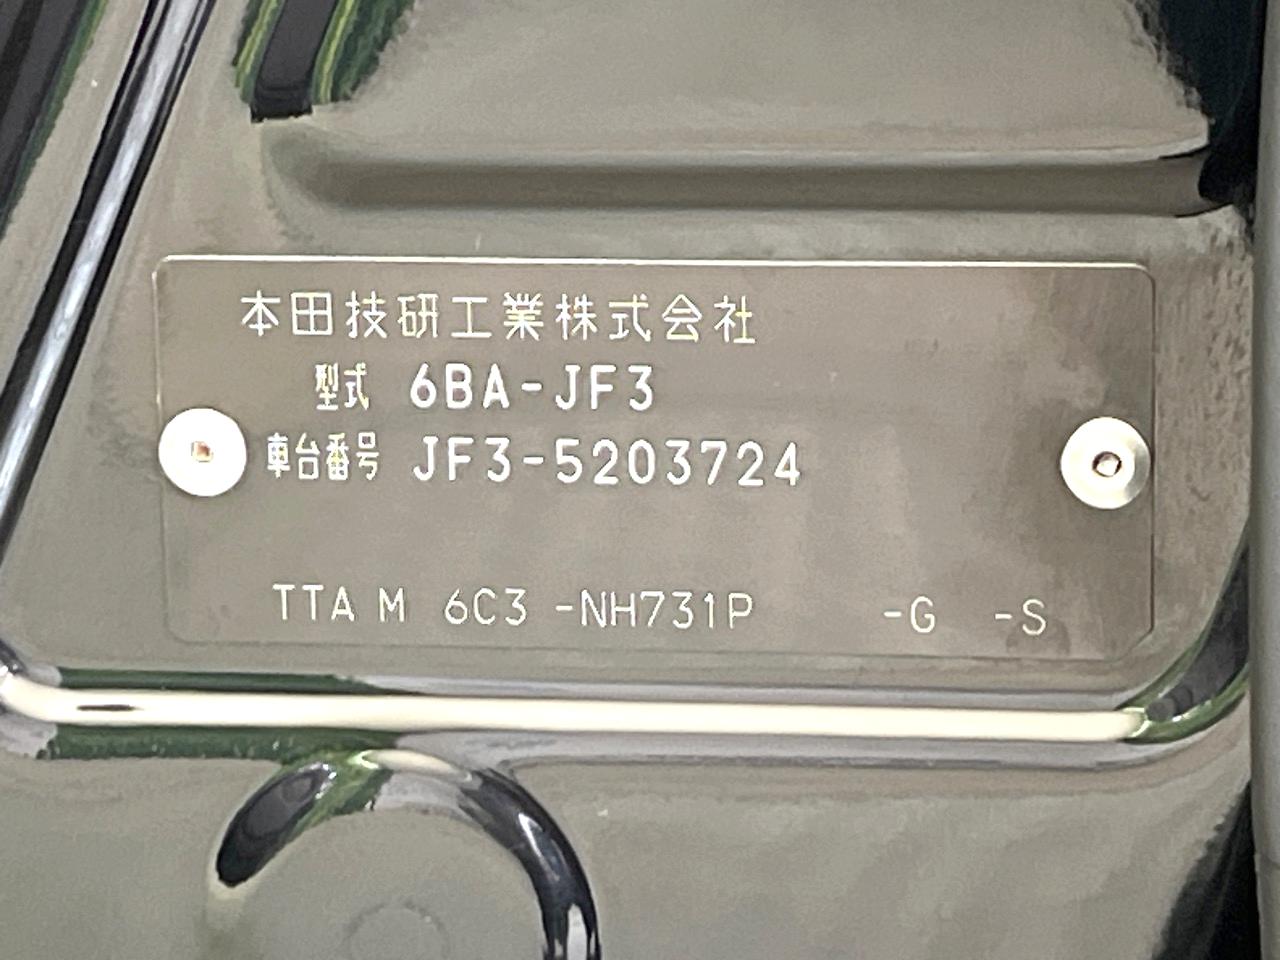 本田技研工業株式会社
型式 6BA-JF3
車台番号 JF3-5203724
TTA M 6C3 -NH731P -G -S